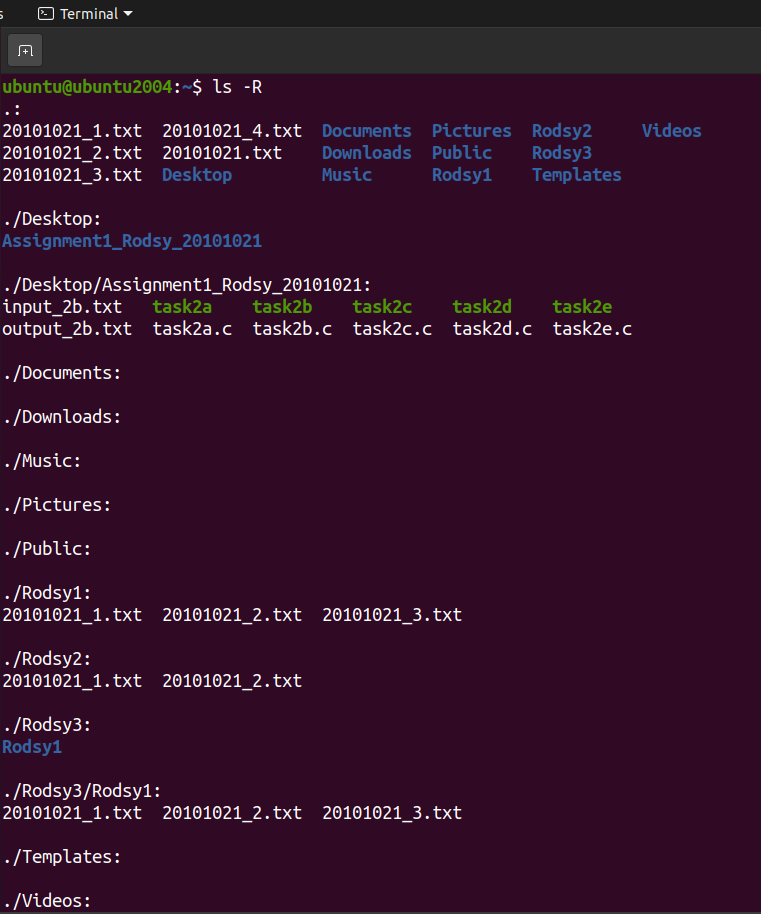 s Terminal
ubuntu@ubuntu2004:~$ ls -R
.:
20101021_1.txt 20101021_4.txt Documents Pictures Rodsy2 Videos
20101021_2.txt 20101021.txt Downloads Public Rodsy3
20101021_3.txt Desktop Music Rodsy1 Templates
./Desktop:
Assignment1_Rodsy_20101021
./Desktop/Assignment1_Rodsy_20101021:
input_2b.txt task2a task2b task2c task2d task2e
output_2b.txt task2a.c task2b.c task2c.c task2d.c task2e.c
./Documents:
./Downloads:
./Music:
./Pictures:
./Public:
./Rodsy1:
20101021_1.txt 20101021_2.txt 20101021_3.txt
./Rodsy2:
20101021_1.txt 20101021_2.txt
./Rodsy3:
Rodsy1
./Rodsy3/Rodsy1:
20101021_1.txt 20101021_2.txt 20101021_3.txt
./Templates:
./Videos: